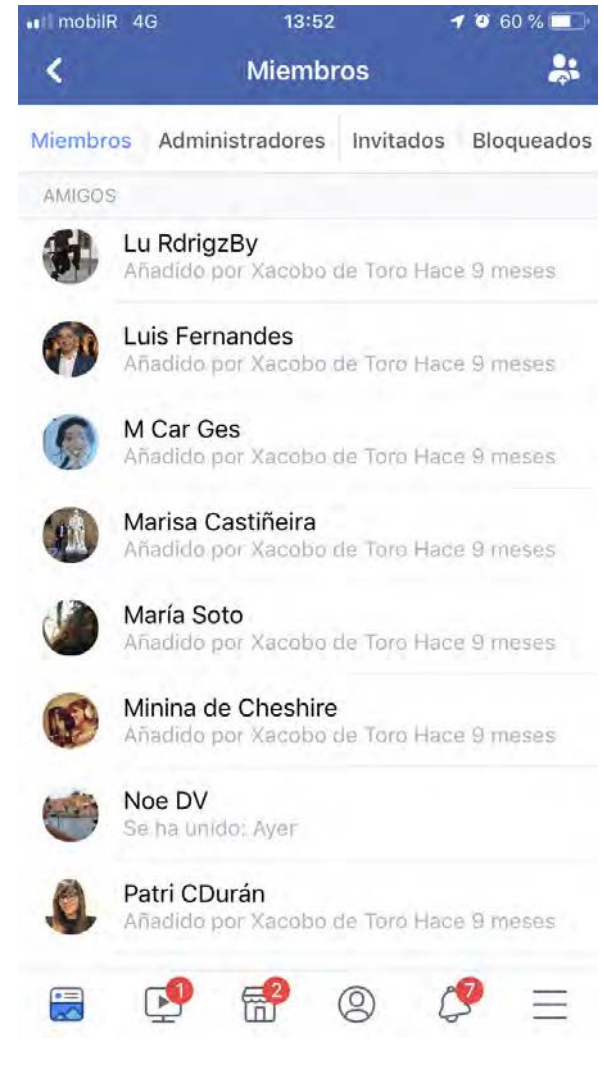 mobilR 4G 13:52 60 %
Miembros
Miembros Administradores Invitados Bloqueados
AMIGOS
Lu RdrigzBy
Añadido por Xacobo de Toro Hace 9 meses
Luis Fernandes
Añadido por Xacobo de Toro Hace 9 meses
M Car Ges
Añadido por Xacobo de Toro Hace 9 meses
Marisa Castiñeira
Añadido por Xacobo de Toro Hace 9 meses
María Soto
Añadido por Xacobo de Toro Hace 9 meses
Minina de Cheshire
Añadido por Xacobo de Toro Hace 9 meses
Noe DV
Se ha unido: Ayer
Patri CDurán
Añadido por Xacobo de Toro Hace 9 meses
1 2 7